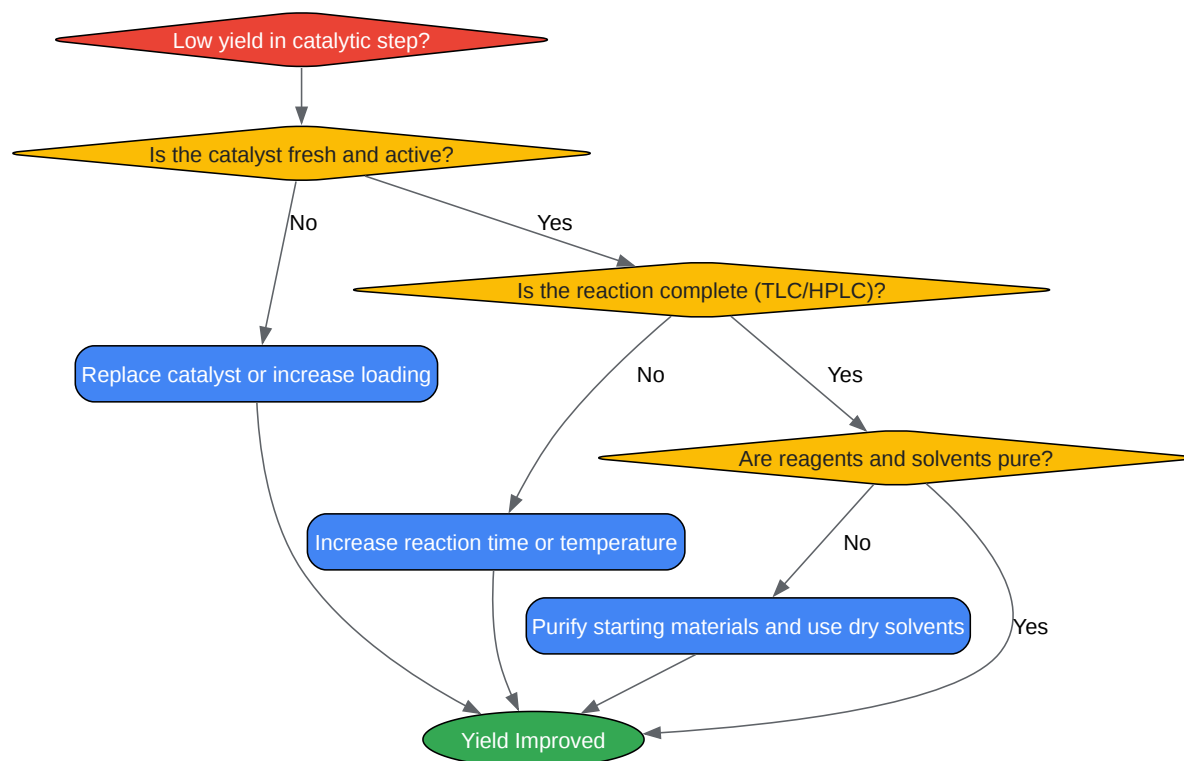 Low yield in catalytic step?
Is the catalyst fresh and active?
No
Yes
Is the reaction complete (TLC/HPLC)?
Replace catalyst or increase loading
No
Yes
Are reagents and solvents pure?
Increase reaction time or temperature
No
Purify starting materials and use dry solvents
Yes
Yield Improved